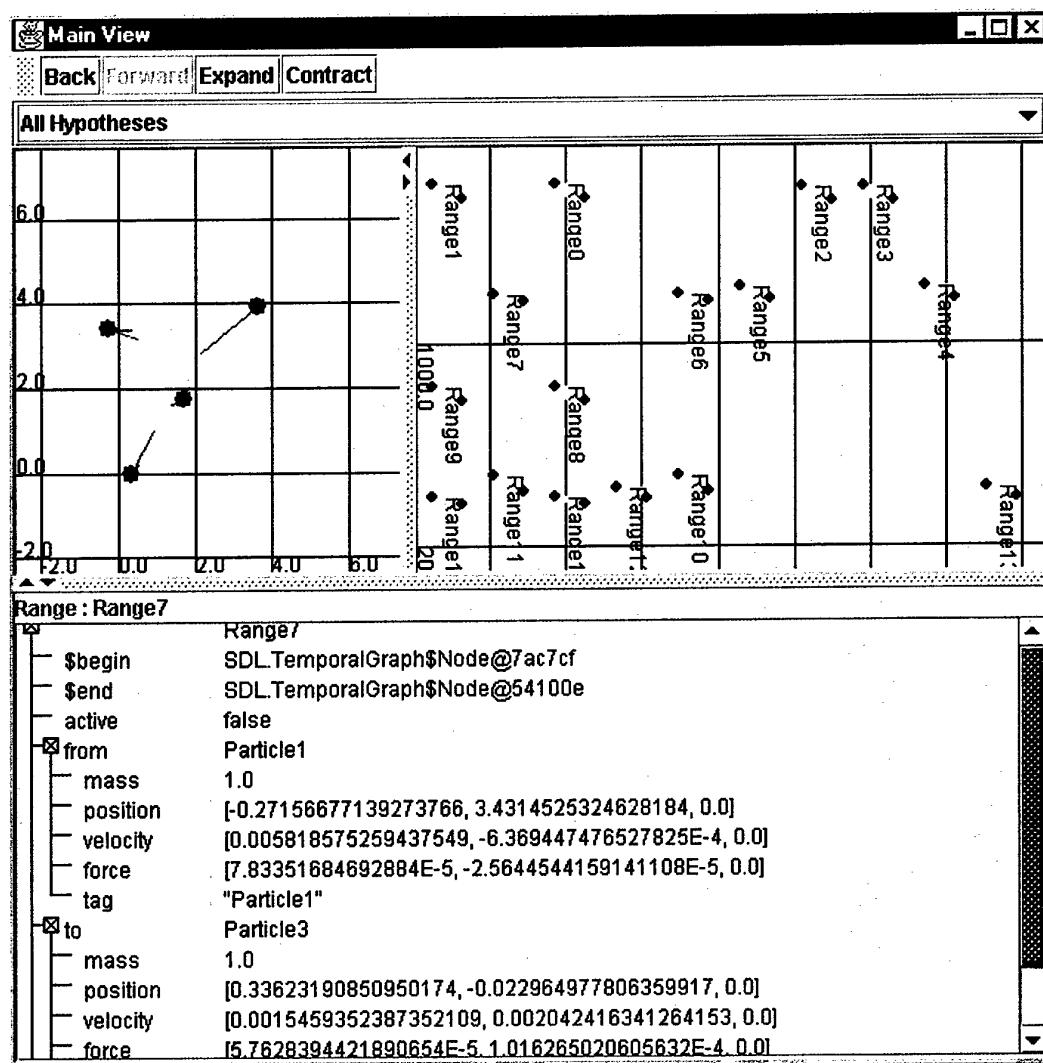 Main View
Back Forward Expand Contract
All Hypotheses
6.0
4.0
2.0
0.0
-2.0
-2.0 0.0 2.0 4.0 6.0
Range1 Range0 Range2 Range3
Range7 Range6 Range5 Range4
1000.0
Range9 Range8
Range1 Range11 Range1 Range1 Range10 Range1
20
Range : Range7
Range7
$begin SDL.TemporalGraph$Node@7ac7cf
$end SDL.TemporalGraph$Node@54100e
active false
from Particle1
mass 1.0
position [-0.27156677139273766, 3.4314525324628184, 0.0]
velocity [0.005818575259437549, -6.369447476527825E-4, 0.0]
force [7.83351684692884E-5, -2.5644544159141108E-5, 0.0]
tag "Particle1"
to Particle3
mass 1.0
position [0.33623190850950174, -0.022964977806359917, 0.0]
velocity [0.0015459352387352109, 0.002042416341264153, 0.0]
force [5.7628394421890654E-5, 1.016265020605632E-4, 0.0]